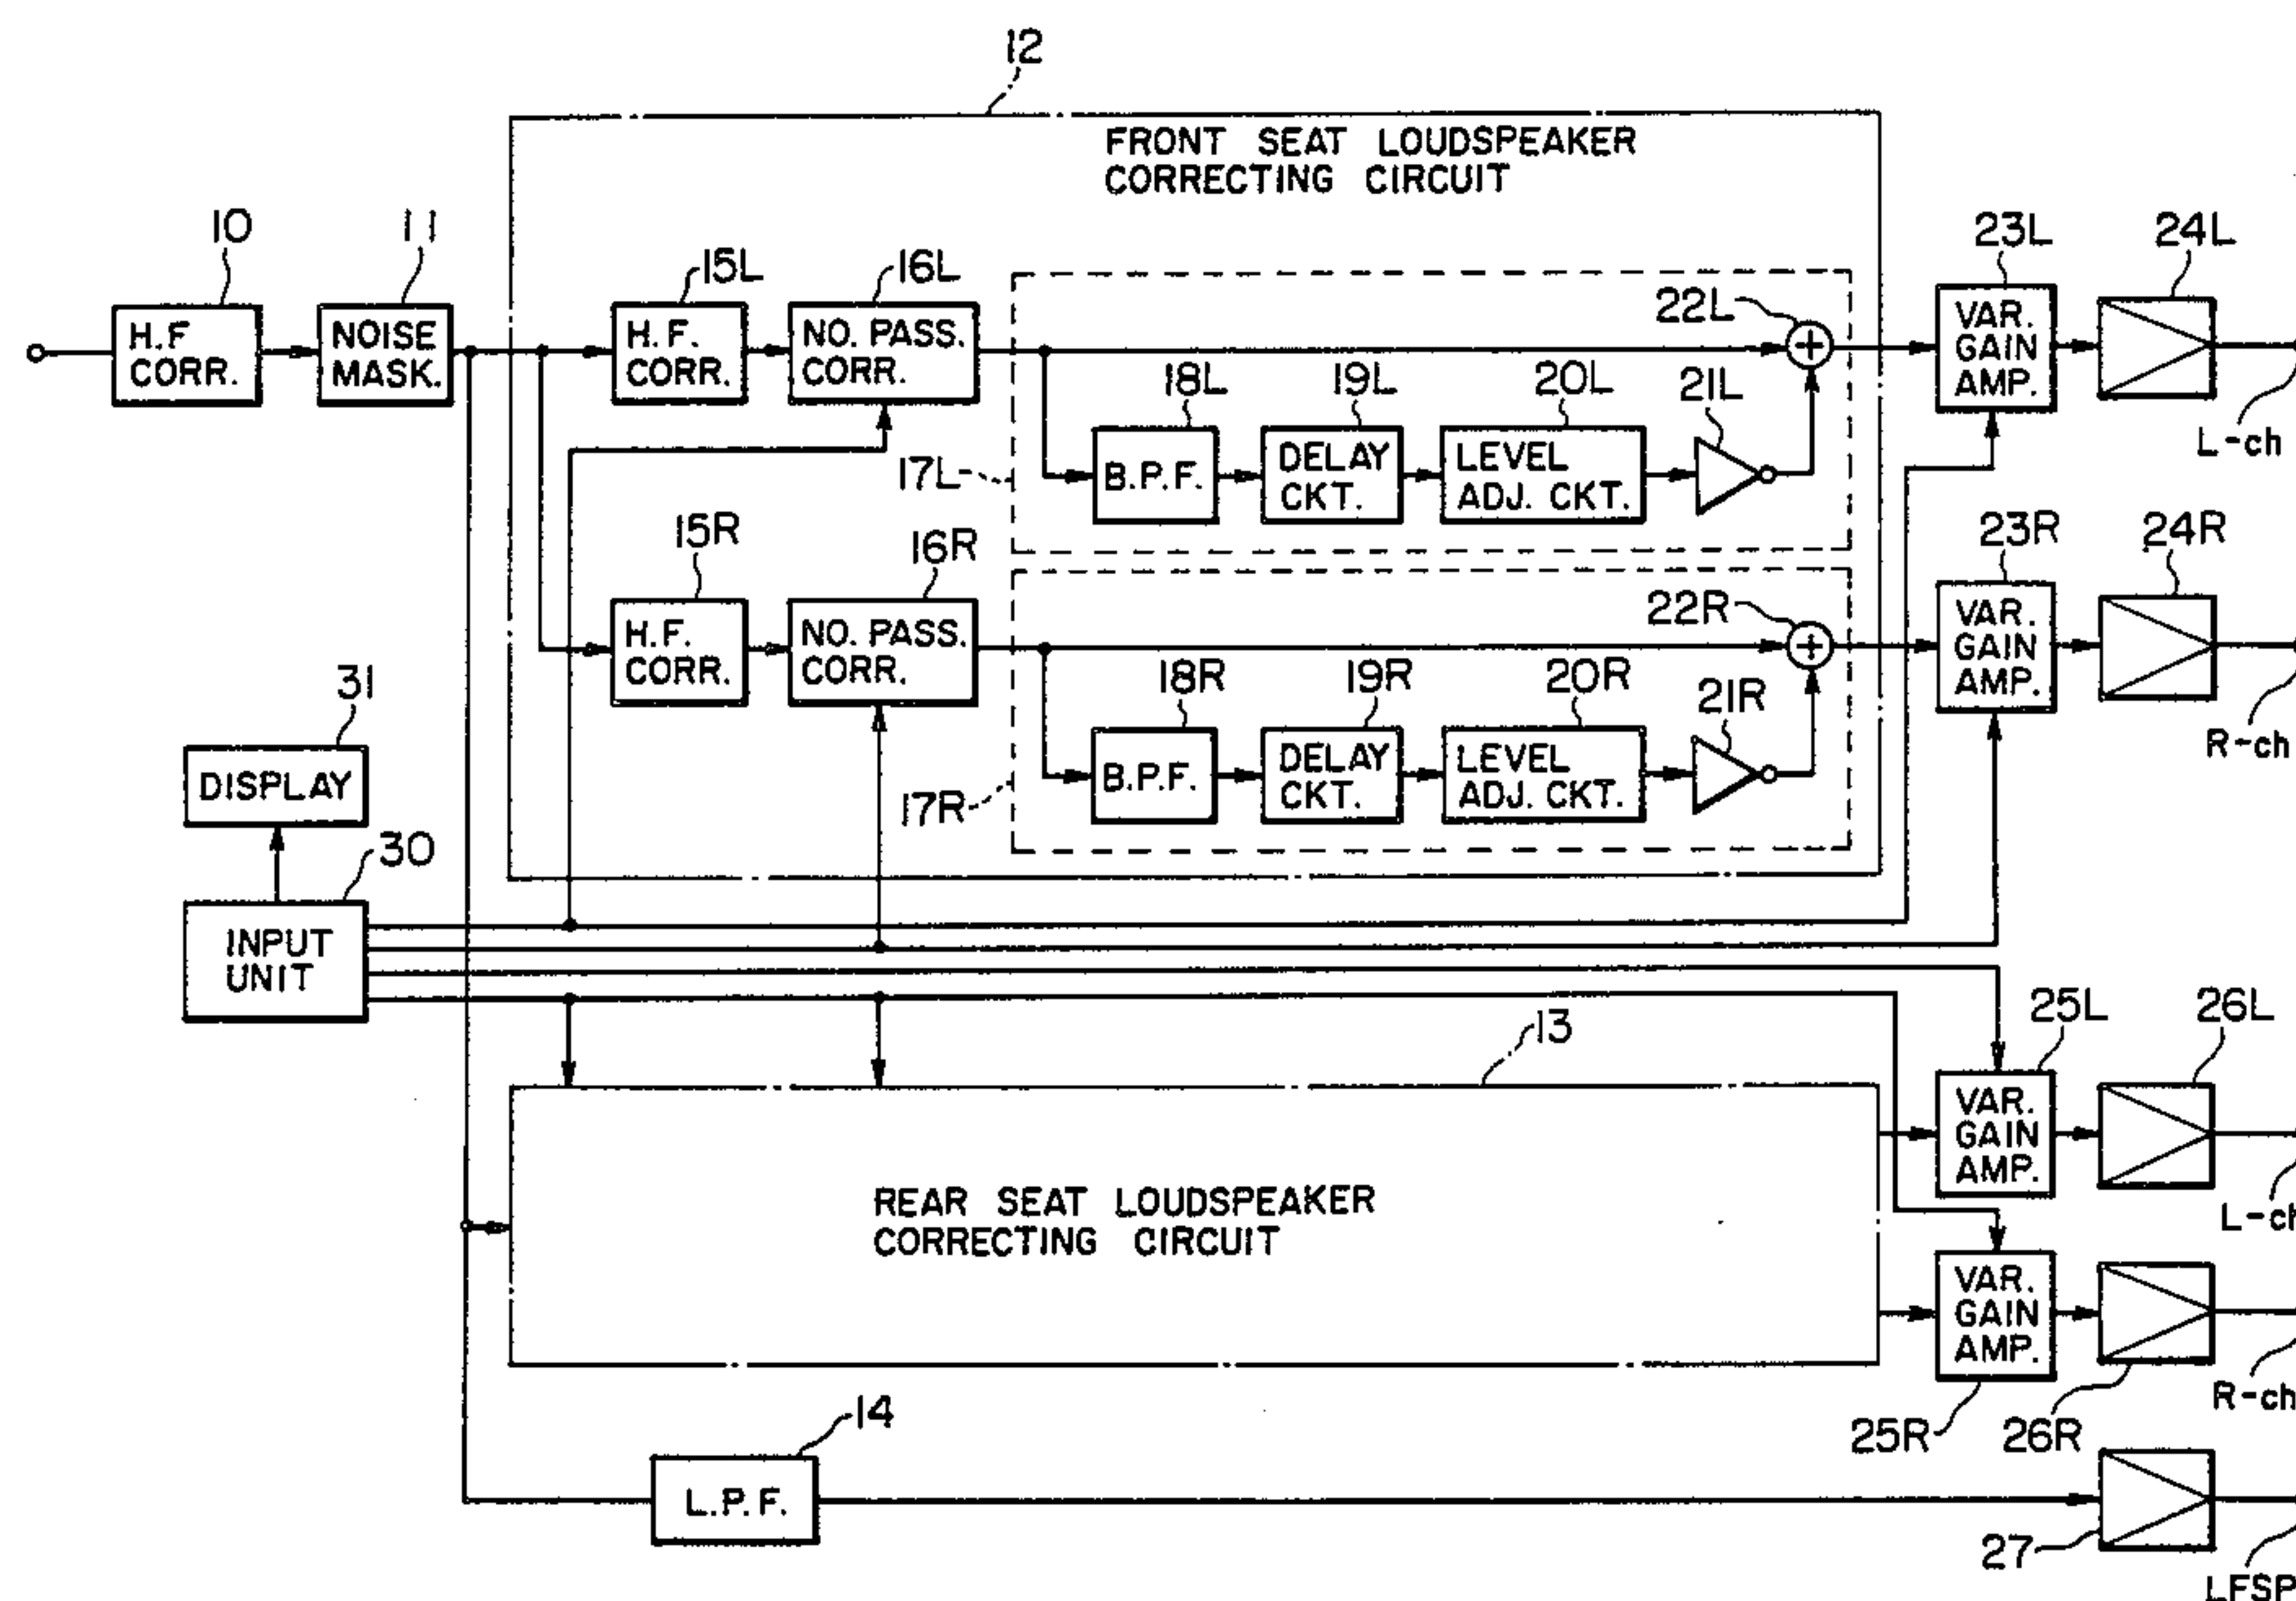 12
FRONT SEAT LOUDSPEAKER
CORRECTING CIRCUIT
10
11
15L
16L
22L
23L
24L
H.F
CORR.
NOISE
MASK.
H.F.
CORR.
NO. PASS.
CORR.
+
VAR.
GAIN
AMP.
18L
19L
20L
21L
L-ch
17L
B.P.F.
DELAY
CKT.
LEVEL
ADJ. CKT.
15R
16R
22R
23R
24R
H.F.
CORR.
NO. PASS.
CORR.
+
VAR.
GAIN
AMP.
18R
19R
20R
21R
R-ch
31
DISPLAY
17R
B.P.F.
DELAY
CKT.
LEVEL
ADJ. CKT.
30
INPUT
UNIT
13
25L
26L
VAR.
GAIN
AMP.
REAR SEAT LOUDSPEAKER
CORRECTING CIRCUIT
L-ch
VAR.
GAIN
AMP.
R-ch
14
25R
26R
L.P.F.
27
LFSP